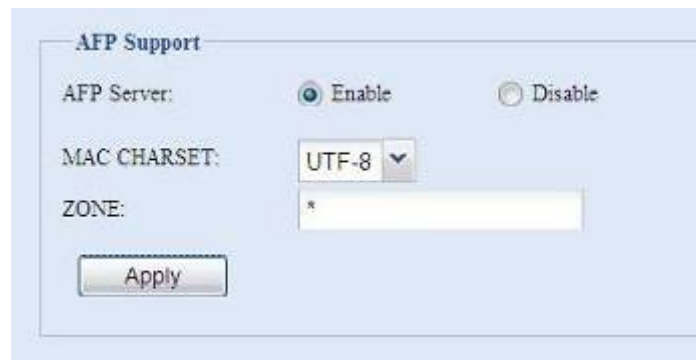 AFP Support
AFP Server: Enable Disable
MAC CHARSET: UTF-8
ZONE: *
Apply